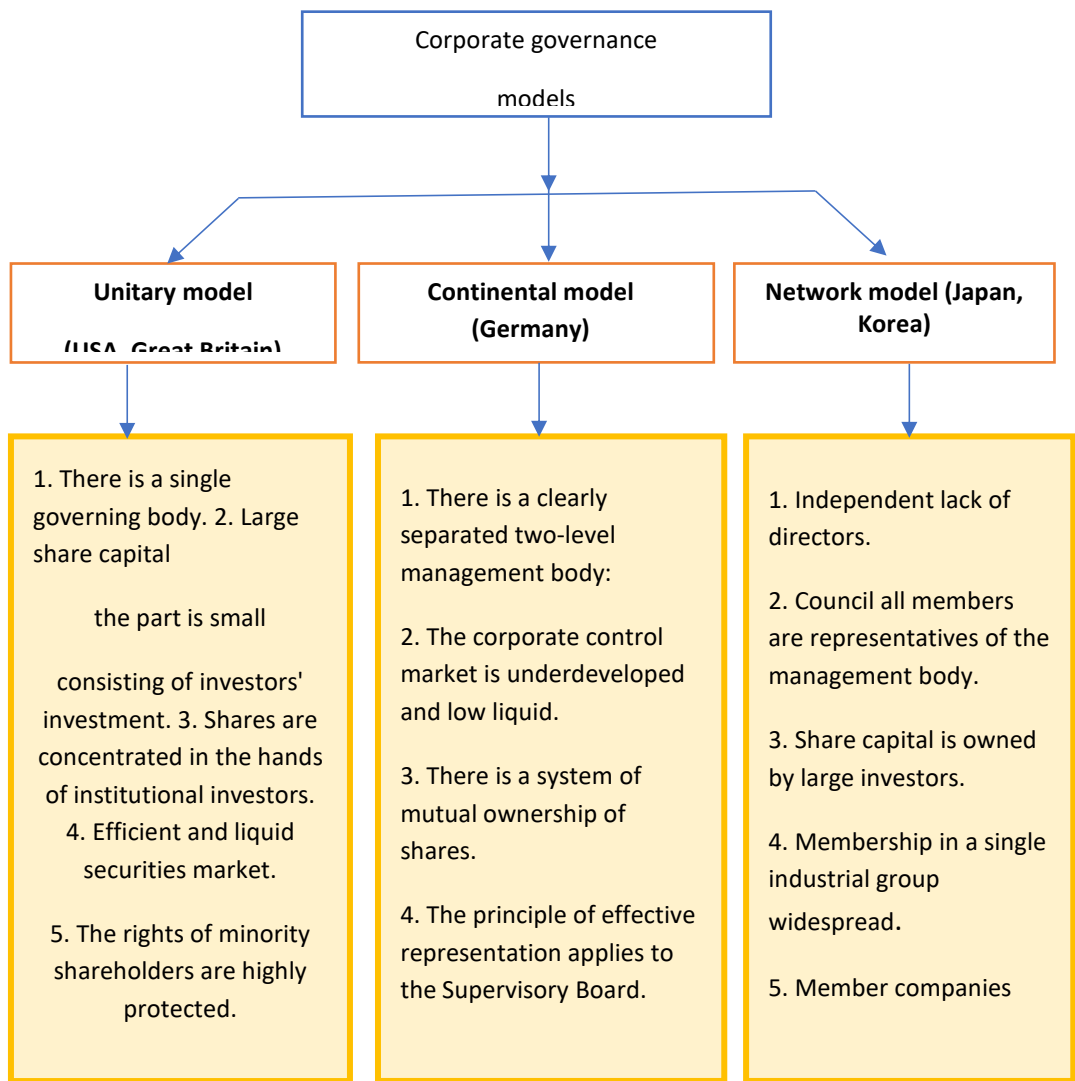 Corporate governance
models
Unitary model
(USA, Great Britain)
Continental model
(Germany)
Network model (Japan,
Korea)
1. There is a single
governing body. 2. Large
share capital
the part is small
consisting of investors'
investment. 3. Shares are
concentrated in the hands
of institutional investors.
4. Efficient and liquid
securities market.
5. The rights of minority
shareholders are highly
protected.
1. There is a clearly
separated two-level
management body:
2. The corporate control
market is underdeveloped
and low liquid.
3. There is a system of
mutual ownership of
shares.
4. The principle of effective
representation applies to
the Supervisory Board.
1. Independent lack of
directors.
2. Council all members
are representatives of the
management body.
3. Share capital is owned
by large investors.
4. Membership in a single
industrial group
widespread.
5. Member companies